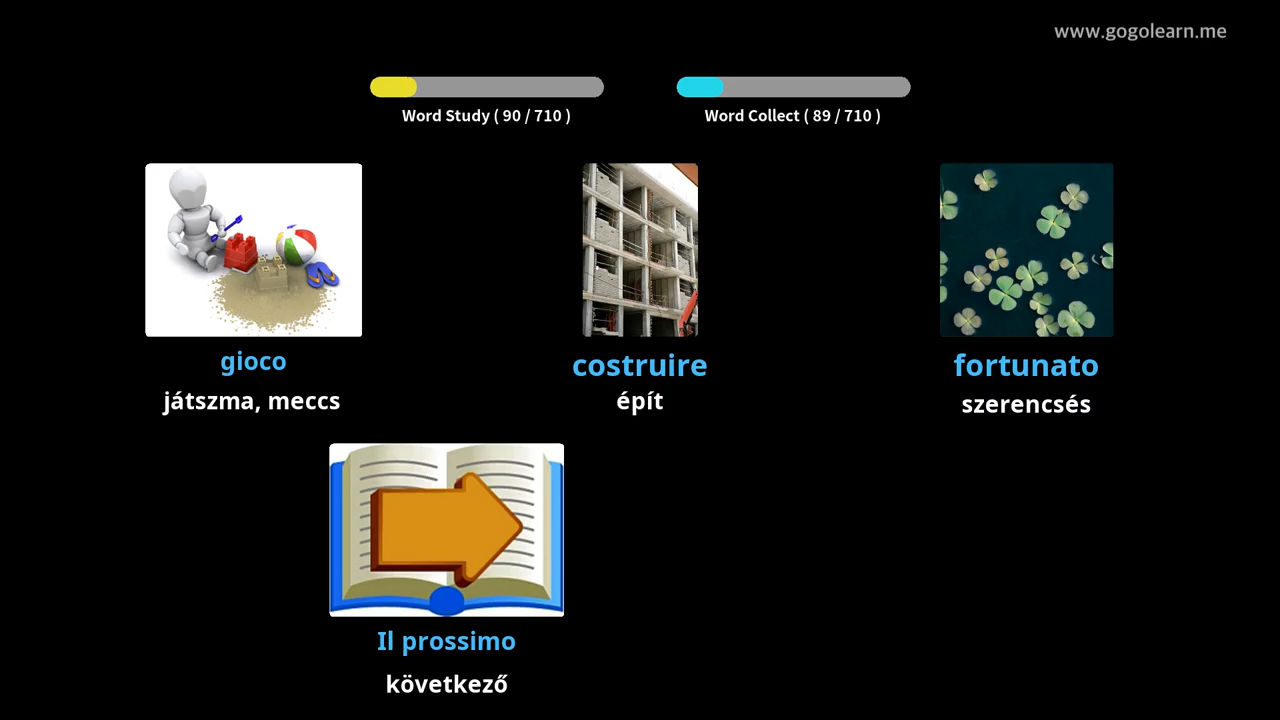 www.gogolearn.me
Word Study ( 90 / 710 )
Word Collect ( 89 / 710 )
gioco
játszma, meccs
costruire
épít
fortunato
szerencsés
Il prossimo
következő